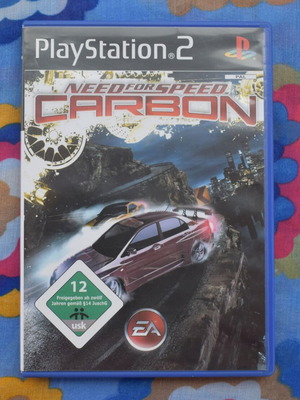 PlayStation®2
NEED FOR SPEED
CARBON
12
Freigegeben ab zwölf
Jahren gemäß §14 JuSchG
usk
EA